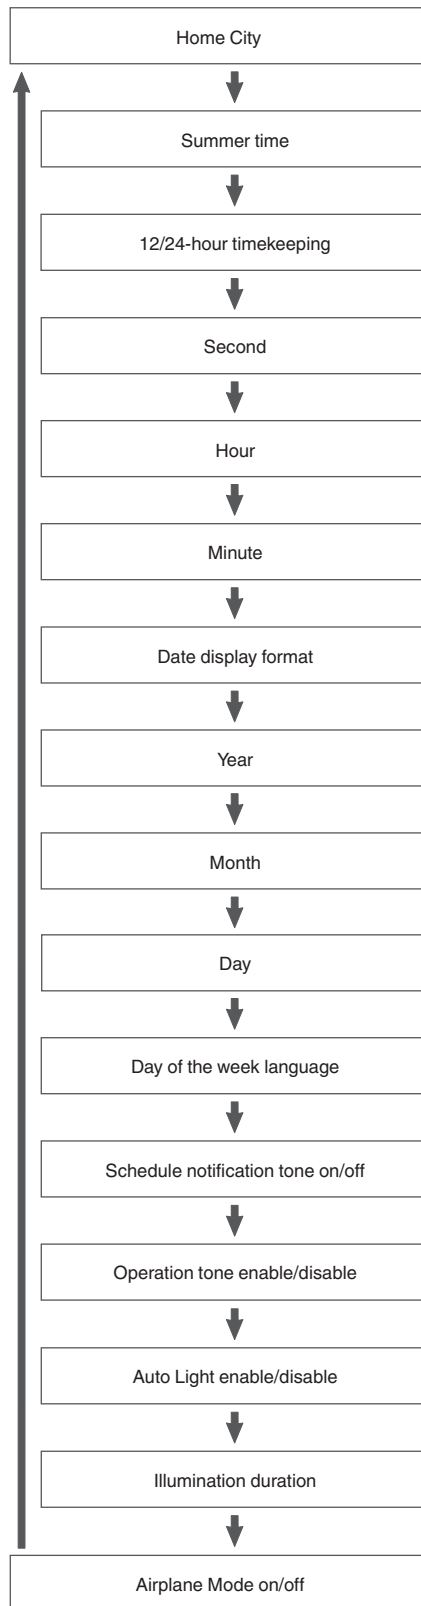 Home City
Summer time
12/24-hour timekeeping
Second
Hour
Minute
Date display format
Year
Month
Day
Day of the week language
Schedule notification tone on/off
Operation tone enable/disable
Auto Light enable/disable
Illumination duration
Airplane Mode on/off